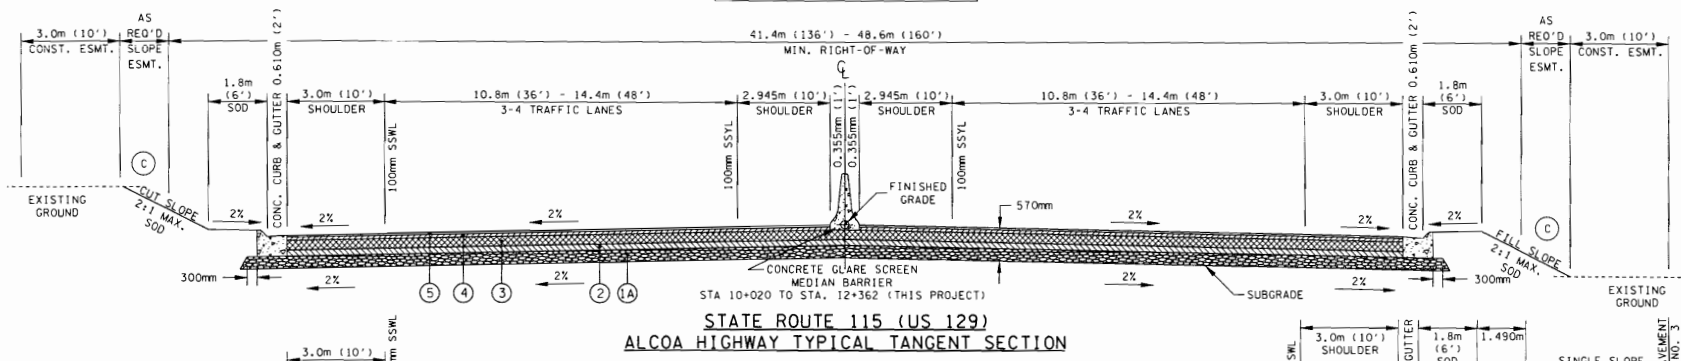 AS
REQ'D
SLOPE
ESMT.
3.0m (10')
CONST. ESMT.
41.4m (136') - 48.6m (160')
MIN. RIGHT-OF-WAY
AS
REQ'D
SLOPE
ESMT.
3.0m (10')
CONST. ESMT.
1.8m
(6')
SOD
CONC. CURB & GUTTER 0.610m (2')
3.0m (10')
SHOULDER
100mm SSWL
10.8m (36') - 14.4m (48')
3-4 TRAFFIC LANES
100mm SSYL
2.945m (10')
SHOULDER
℄
0.355mm (1')
0.355mm (1')
2.945m (10')
SHOULDER
100mm SSYL
10.8m (36') - 14.4m (48')
3-4 TRAFFIC LANES
3.0m (10')
SHOULDER
CONC. CURB & GUTTER 0.610m (2')
1.8m
(6')
SOD
C
C
EXISTING
GROUND
CUT SLOPE
2:1 MAX.
SOD
2%
2%
2%
FINISHED
GRADE
570mm
2%
2%
2%
FILL SLOPE
2:1 MAX.
SOD
EXISTING
GROUND
300mm
2%
2%
5
4
3
2
1A
CONCRETE GLARE SCREEN
MEDIAN BARRIER
STA 10+020 TO STA. 12+362 (THIS PROJECT)
2%
SUBGRADE
2%
300mm
STATE ROUTE 115 (US 129)
ALCOA HIGHWAY TYPICAL TANGENT SECTION
3.0m (10')
SSWL
3.0m (10')
SHOULDER
GUTTER
1.8m
(6')
1.490m
NO. 3